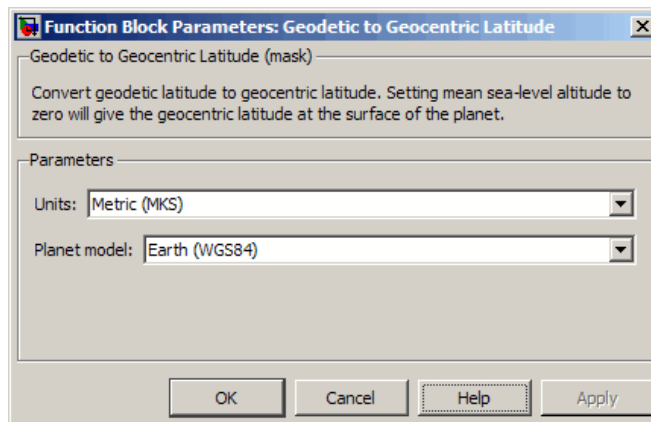 Function Block Parameters: Geodetic to Geocentric Latitude
Geodetic to Geocentric Latitude (mask)
Convert geodetic latitude to geocentric latitude. Setting mean sea-level altitude to
zero will give the geocentric latitude at the surface of the planet.
Parameters
Units: Metric (MKS)
Planet model: Earth (WGS84)
OK Cancel Help Apply